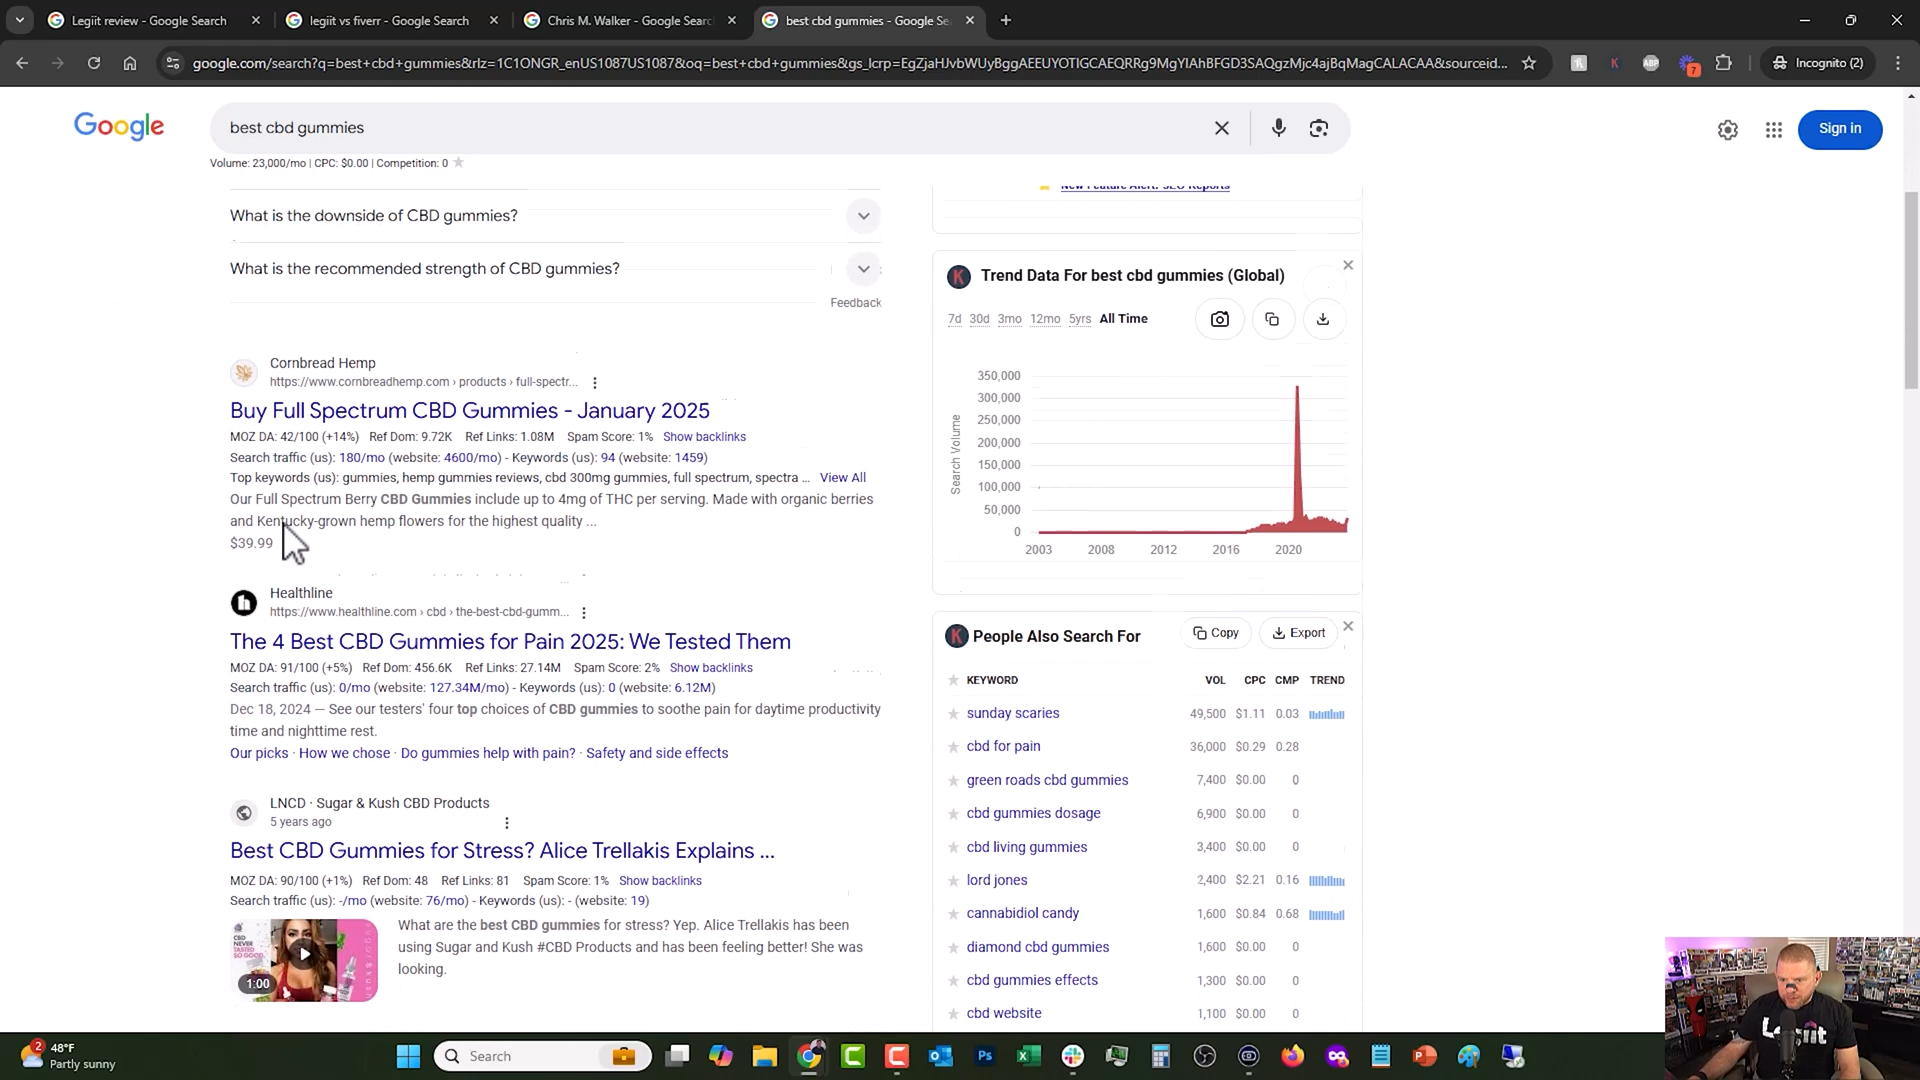 Legiit review - Google Search
legiit vs fiverr - Google Search
Chris M. Walker - Google Searc
best cbd gummies - Google Se
google.com/search?q=best+cbd+gummies&rlz=1C1ONGR_enUS1087US1087&oq=best+cbd+gummies&gs_lcrp=EgZjaHJvbWUyBggAEEUYOTIGCAEQRRg9MgYIAhBFGD3SAQgzMjc4ajBqMagCALACAA&sourceid...
ABP
7
Incognito (2)
Google
best cbd gummies
Sign in
Volume: 23,000/mo | CPC: $0.00 | Competition: 0
New Feature Alert: SEO Reports
What is the downside of CBD gummies?
What is the recommended strength of CBD gummies?
Feedback
Cornbread Hemp
https://www.cornbreadhemp.com › products › full-spectr...
Buy Full Spectrum CBD Gummies - January 2025
MOZ DA: 42/100 (+14%) Ref Dom: 9.72K Ref Links: 1.08M Spam Score: 1% Show backlinks
Search traffic (us): 180/mo (website: 4600/mo) - Keywords (us): 94 (website: 1459)
Top keywords (us): gummies, hemp gummies reviews, cbd 300mg gummies, full spectrum, spectra ... View All
Our Full Spectrum Berry CBD Gummies include up to 4mg of THC per serving. Made with organic berries
and Kentucky-grown hemp flowers for the highest quality ...
$39.99
Healthline
https://www.healthline.com › cbd › the-best-cbd-gumm...
The 4 Best CBD Gummies for Pain 2025: We Tested Them
MOZ DA: 91/100 (+5%) Ref Dom: 456.6K Ref Links: 27.14M Spam Score: 2% Show backlinks
Search traffic (us): 0/mo (website: 127.34M/mo) - Keywords (us): 0 (website: 6.12M)
Dec 18, 2024 — See our testers' four top choices of CBD gummies to soothe pain for daytime productivity
time and nighttime rest.
Our picks · How we chose · Do gummies help with pain? · Safety and side effects
LNCD · Sugar & Kush CBD Products
5 years ago
Best CBD Gummies for Stress? Alice Trellakis Explains ...
MOZ DA: 90/100 (+1%) Ref Dom: 48 Ref Links: 81 Spam Score: 1% Show backlinks
Search traffic (us): -/mo (website: 76/mo) - Keywords (us): - (website: 19)
What are the best CBD gummies for stress? Yep. Alice Trellakis has been
using Sugar and Kush #CBD Products and has been feeling better! She was
looking.
CBD
NEVER
TASTED
SO GOOD.
1:00
K Trend Data For best cbd gummies (Global)
7d 30d 3mo 12mo 5yrs All Time
Search Volume
350,000
300,000
250,000
200,000
150,000
100,000
50,000
0
2003 2008 2012 2016 2020
K People Also Search For
Copy
Export
KEYWORD VOL CPC CMP TREND
sunday scaries 49,500 $1.11 0.03
cbd for pain 36,000 $0.29 0.28
green roads cbd gummies 7,400 $0.00 0
cbd gummies dosage 6,900 $0.00 0
cbd living gummies 3,400 $0.00 0
lord jones 2,400 $2.21 0.16
cannabidiol candy 1,600 $0.84 0.68
diamond cbd gummies 1,600 $0.00 0
cbd gummies effects 1,300 $0.00 0
cbd website 1,100 $0.00 0
2
48°F
Partly sunny
Search
Ps